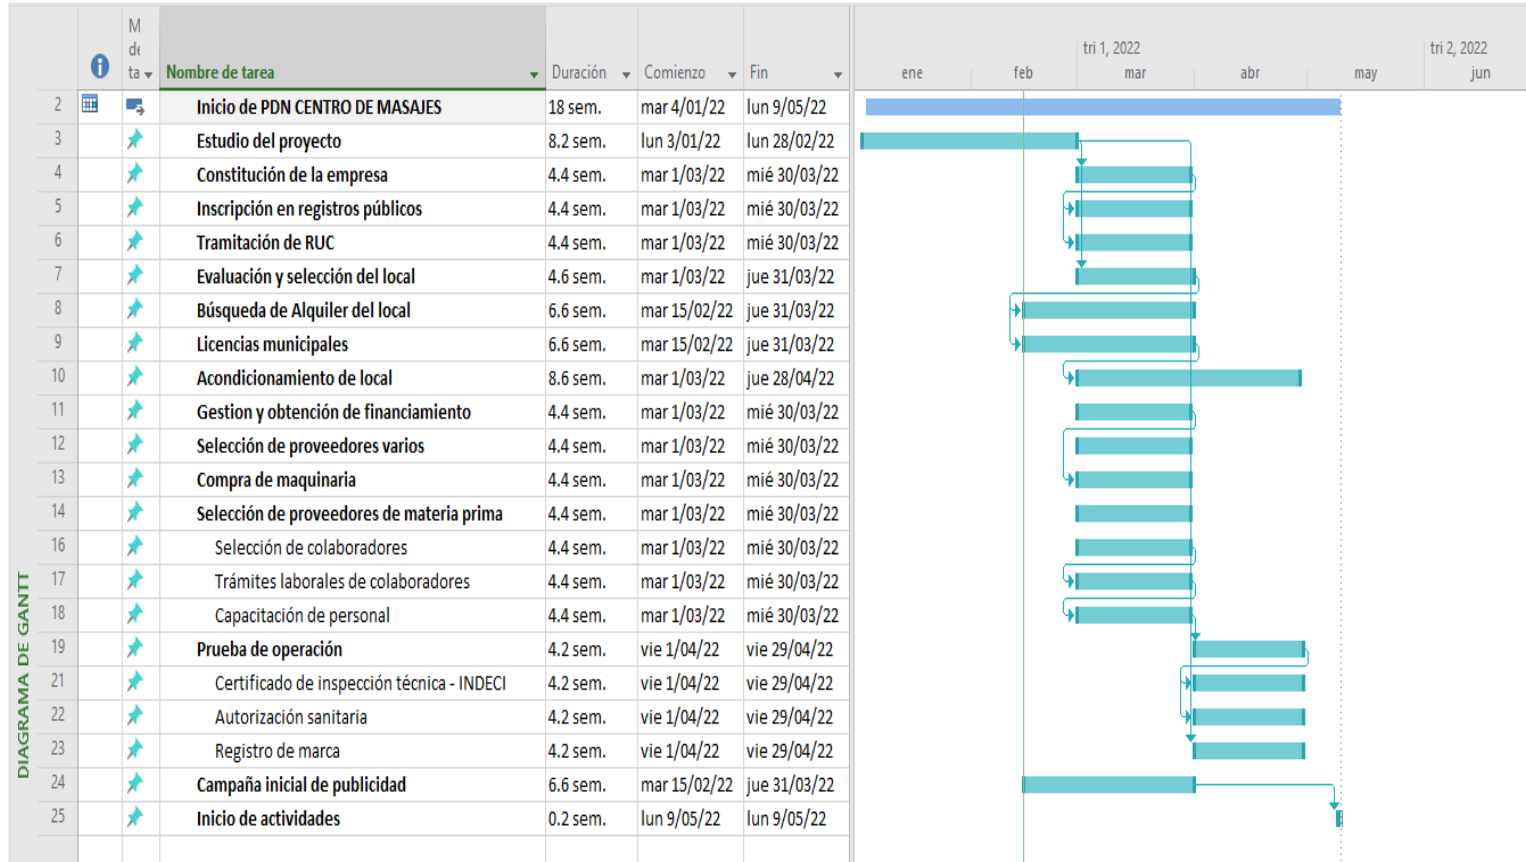 M
de
ta
Nombre de tarea Duración Comienzo Fin
tri 1, 2022 tri 2, 2022
ene feb mar abr may jun
2 Inicio de PDN CENTRO DE MASAJES 18 sem. mar 4/01/22 lun 9/05/22
3 Estudio del proyecto 8.2 sem. lun 3/01/22 lun 28/02/22
4 Constitución de la empresa 4.4 sem. mar 1/03/22 mié 30/03/22
5 Inscripción en registros públicos 4.4 sem. mar 1/03/22 mié 30/03/22
6 Tramitación de RUC 4.4 sem. mar 1/03/22 mié 30/03/22
7 Evaluación y selección del local 4.6 sem. mar 1/03/22 jue 31/03/22
8 Búsqueda de Alquiler del local 6.6 sem. mar 15/02/22 jue 31/03/22
9 Licencias municipales 6.6 sem. mar 15/02/22 jue 31/03/22
10 Acondicionamiento de local 8.6 sem. mar 1/03/22 jue 28/04/22
11 Gestion y obtención de financiamiento 4.4 sem. mar 1/03/22 mié 30/03/22
12 Selección de proveedores varios 4.4 sem. mar 1/03/22 mié 30/03/22
13 Compra de maquinaria 4.4 sem. mar 1/03/22 mié 30/03/22
14 Selección de proveedores de materia prima 4.4 sem. mar 1/03/22 mié 30/03/22
16 Selección de colaboradores 4.4 sem. mar 1/03/22 mié 30/03/22
17 Trámites laborales de colaboradores 4.4 sem. mar 1/03/22 mié 30/03/22
18 Capacitación de personal 4.4 sem. mar 1/03/22 mié 30/03/22
19 Prueba de operación 4.2 sem. vie 1/04/22 vie 29/04/22
21 Certificado de inspección técnica - INDECI 4.2 sem. vie 1/04/22 vie 29/04/22
22 Autorización sanitaria 4.2 sem. vie 1/04/22 vie 29/04/22
23 Registro de marca 4.2 sem. vie 1/04/22 vie 29/04/22
24 Campaña inicial de publicidad 6.6 sem. mar 15/02/22 jue 31/03/22
25 Inicio de actividades 0.2 sem. lun 9/05/22 lun 9/05/22
DIAGRAMA DE GANTT